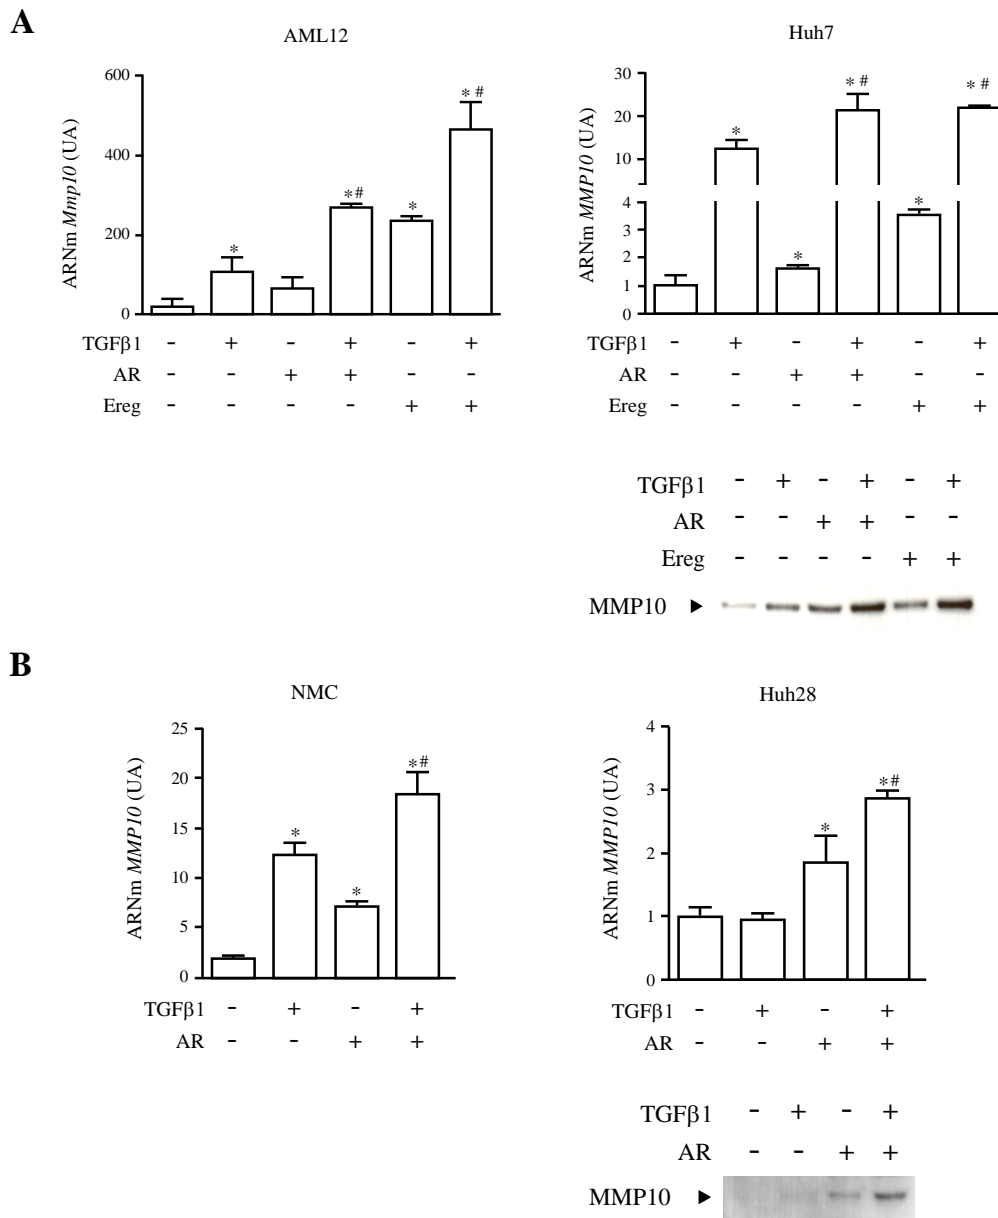 A
AML12
ARNm Mmp10 (UA)
600
400
200
0
* * # * * #
TGFβ1 - + - + - +
AR - - + + - -
Ereg - - - - + +
Huh7
ARNm MMP10 (UA)
30
20
10
4
3
2
1
0
* * * # * * #
TGFβ1 - + - + - +
AR - - + + - -
Ereg - - - - + +
TGFβ1 - + - + - +
AR - - + + - -
Ereg - - - - + +
MMP10 ►
B
NMC
ARNm MMP10 (UA)
25
20
15
10
5
0
* * * #
TGFβ1 - + - +
AR - - + +
Huh28
ARNm MMP10 (UA)
4
3
2
1
0
* * #
TGFβ1 - + - +
AR - - + +
TGFβ1 - + - +
AR - - + +
MMP10 ►